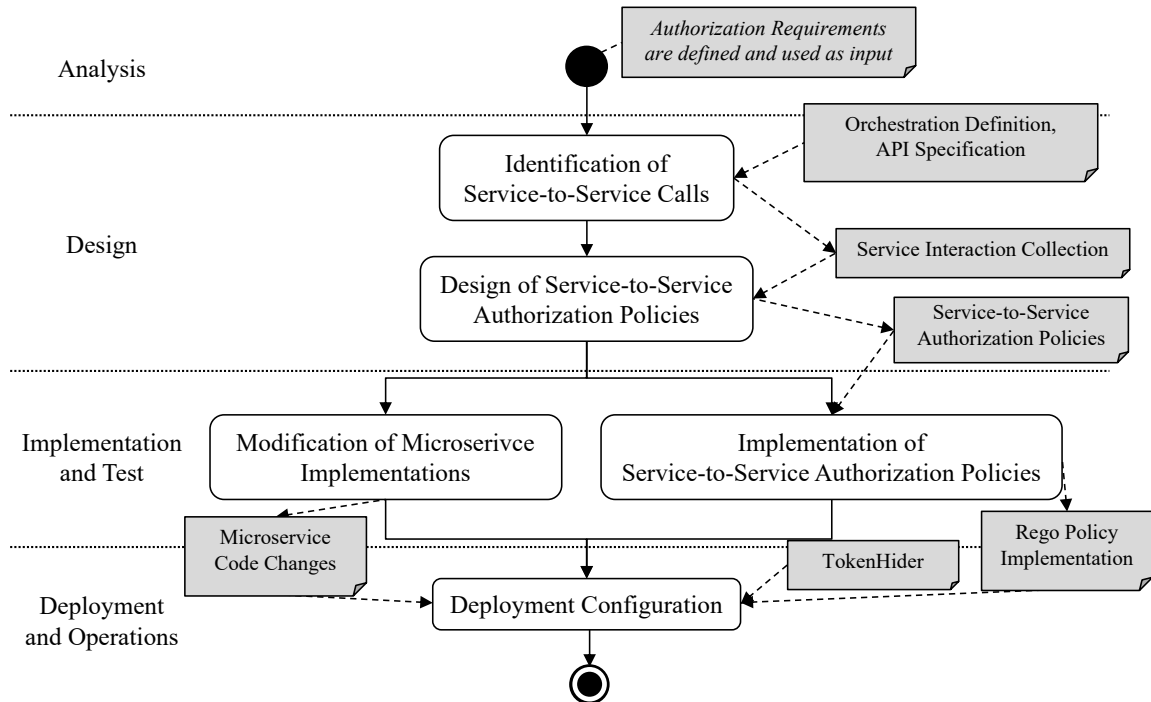 Authorization Requirements
are defined and used as input
Analysis
Orchestration Definition,
API Specification
Identification of
Service-to-Service Calls
Design
Service Interaction Collection
Design of Service-to-Service
Authorization Policies
Service-to-Service
Authorization Policies
Implementation
and Test
Modification of Microserivce
Implementations
Implementation of
Service-to-Service Authorization Policies
Microservice
Code Changes
TokenHider
Rego Policy
Implementation
Deployment
and Operations
Deployment Configuration